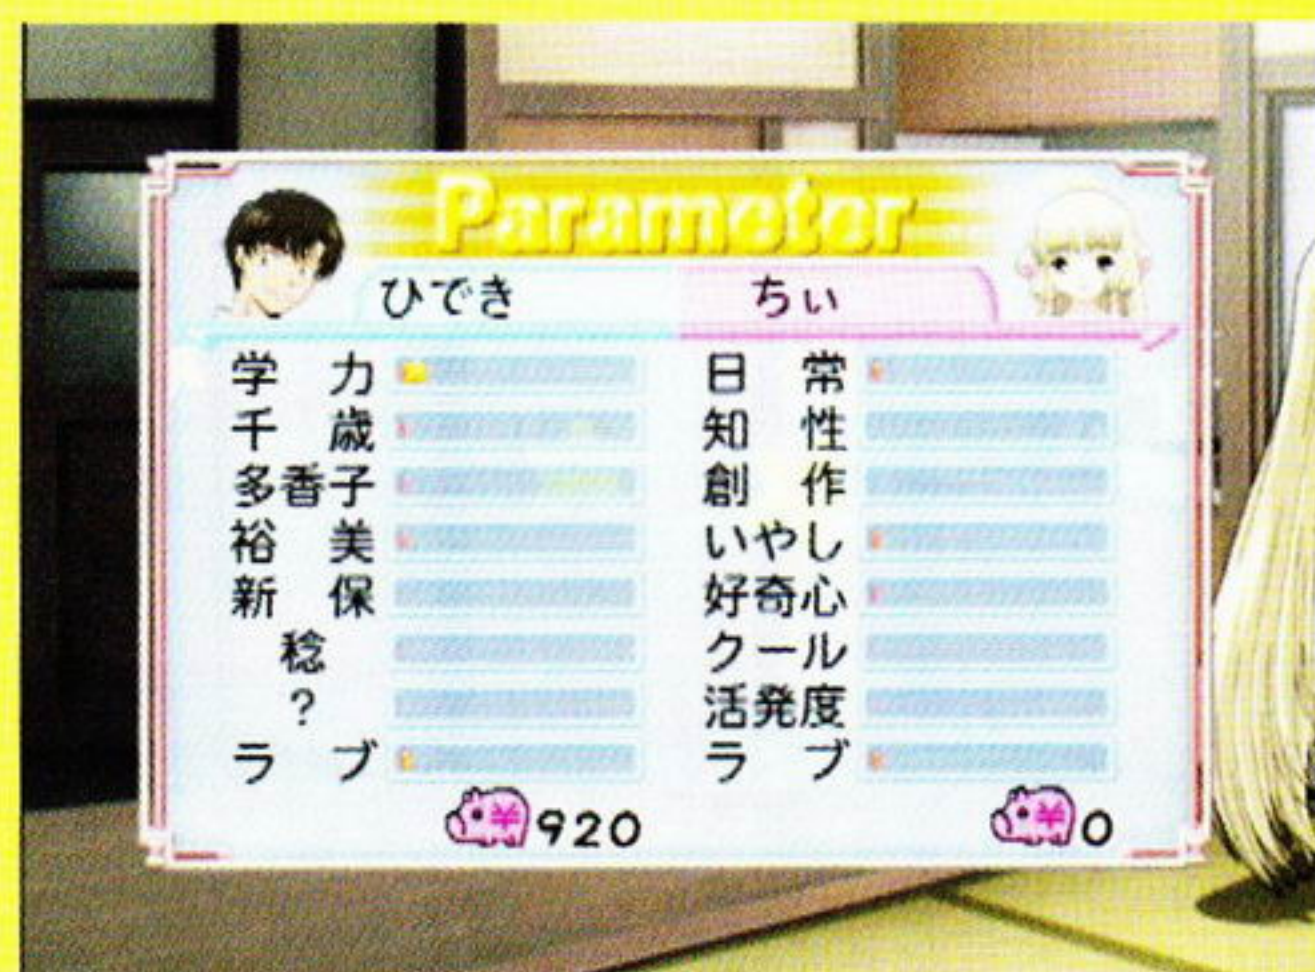 Parameter
ひでき ちぃ
学力 日常
千歳 知性
多香子 創作
裕美 いやし
新保 好奇心
稔 クール
? 活発度
ラブ ラブ
¥920 ¥0